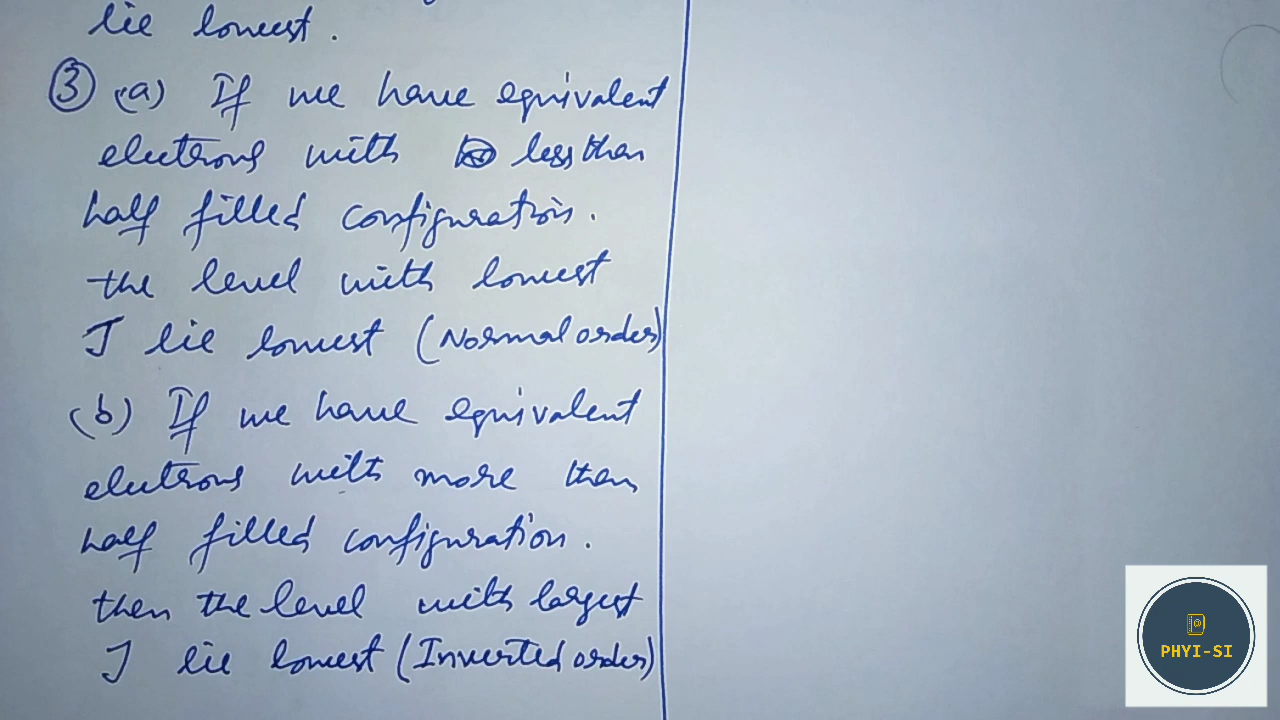 lie lowest.
③ (a) If we have equivalent
electrons with less than
half filled configuration.
the level with lowest
J lie lowest (Normal order)
(b) If we have equivalent
electrons with more than
half filled configuration.
then the level with largest
J lie lowest (Inverted order)
PHYI-SI